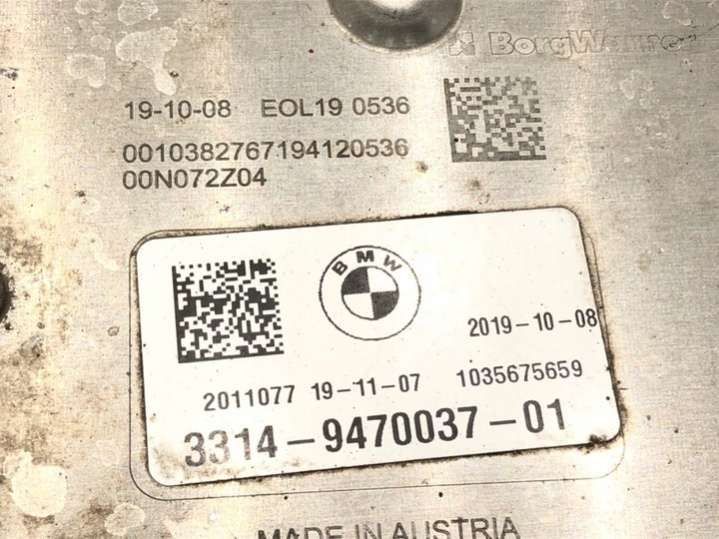 BorgWarner
19-10-08 EOL19 0536
0010382767194120536
00N072Z04
BMW
2019-10-08
2011077 19-11-07 1035675659
3314-9470037-01
MADE IN AUSTRIA